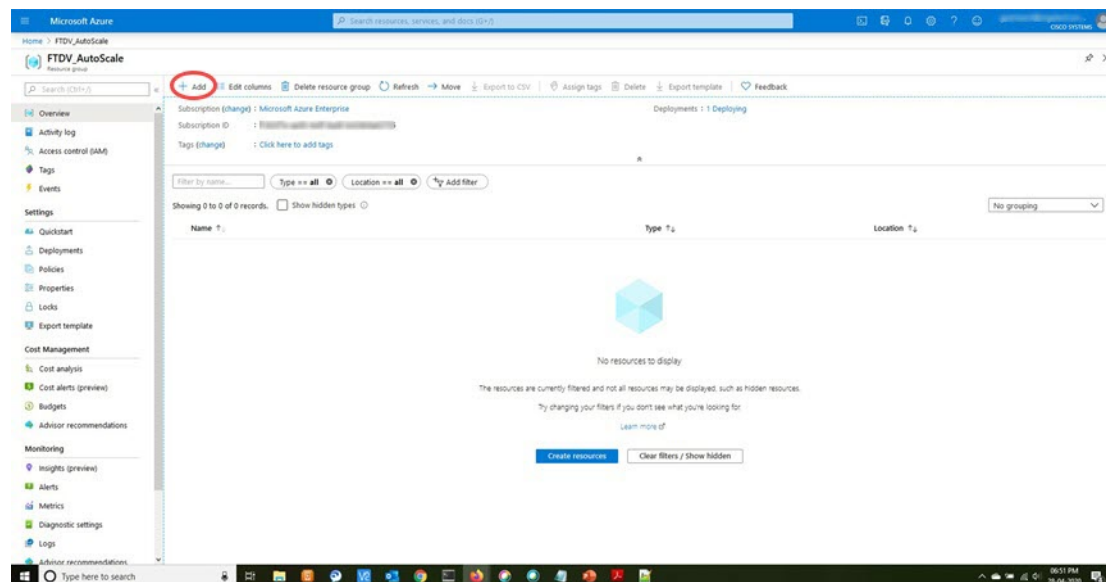 Microsoft Azure
Search resources, services, and docs (G+/)
CISCO SYSTEMS
Home > FTDV_AutoScale
FTDV_AutoScale
Resource group
Search (Ctrl+/)
Add
Edit columns
Delete resource group
Refresh
Move
Export to CSV
Assign tags
Delete
Export template
Feedback
Overview
Activity log
Access control (IAM)
Tags
Events
Settings
Quickstart
Deployments
Policies
Properties
Locks
Export template
Cost Management
Cost analysis
Cost alerts (preview)
Budgets
Advisor recommendations
Monitoring
Insights (preview)
Alerts
Metrics
Diagnostic settings
Logs
Advisor recommendations
Subscription (change) : Microsoft Azure Enterprise
Deployments : 1 Deploying
Subscription ID :
Tags (change) : Click here to add tags
Filter by name...
Type == all
Location == all
Add filter
Showing 0 to 0 of 0 records.
Show hidden types
No grouping
Name
Type
Location
No resources to display
The resources are currently filtered and not all resources may be displayed, such as hidden resources.
Try changing your filters if you don't see what you're looking for.
Learn more
Create resources
Clear filters / Show hidden
Type here to search
06:51 PM
28-04-2020